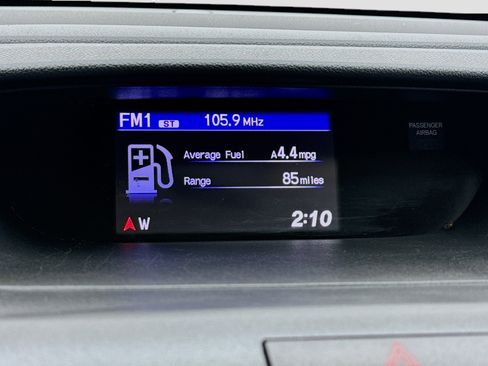 FM1 ST 105.9 MHz
PASSENGER
AIRBAG
Average Fuel A4.4mpg
Range 85miles
W 2:10